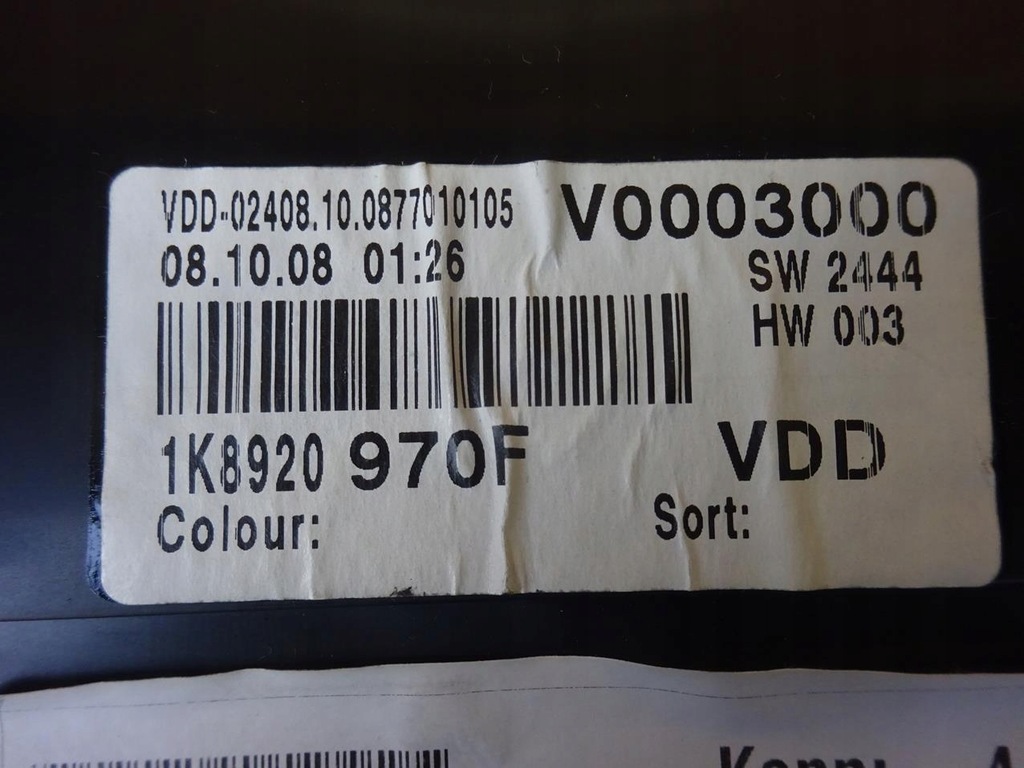 VDD-02408.10.0877010105 V0003000
08.10.08 01:26 SW 2444
HW 003
1K8920 970F VDD
Colour: Sort: